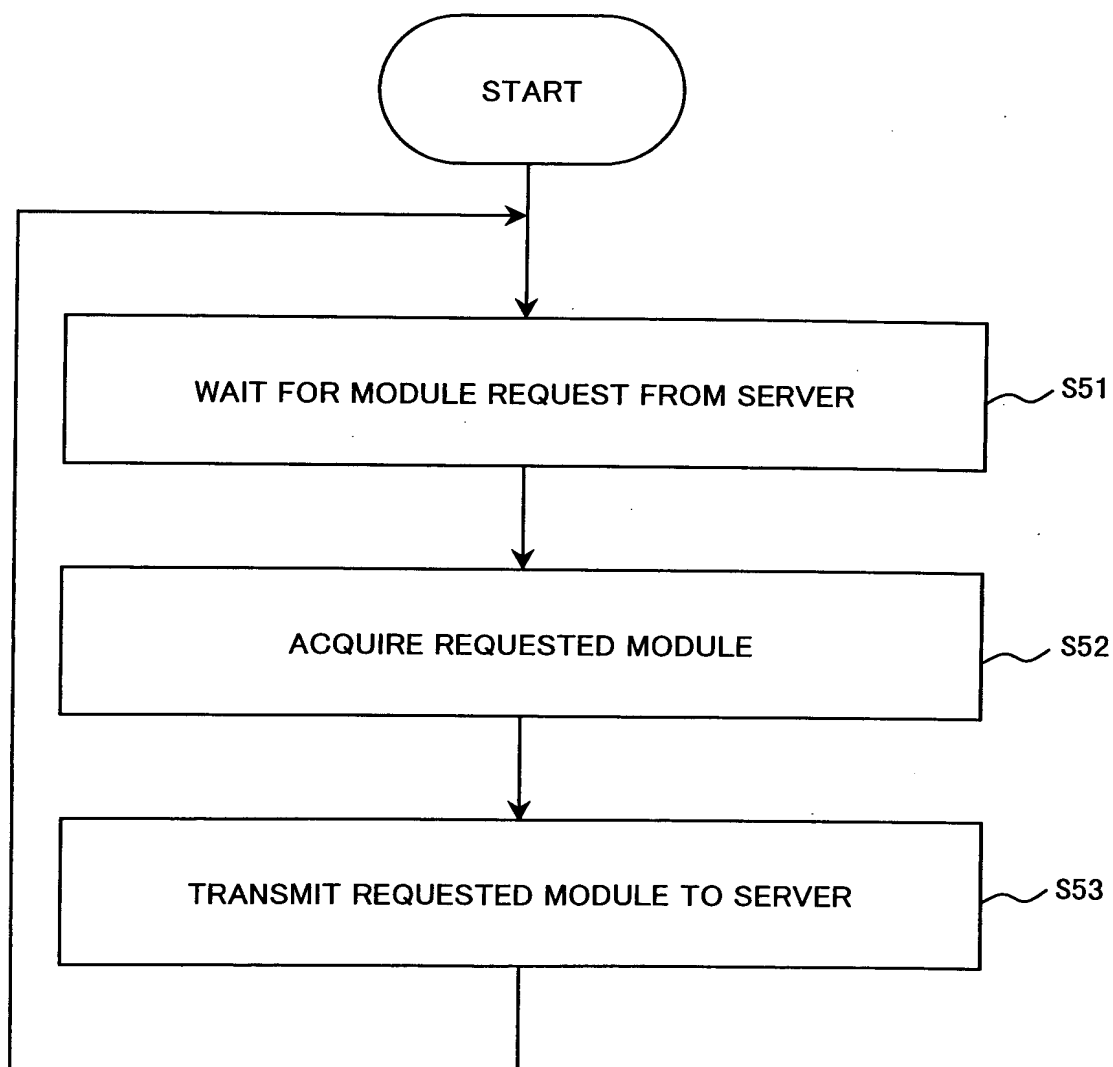 START
WAIT FOR MODULE REQUEST FROM SERVER
S51
ACQUIRE REQUESTED MODULE
S52
TRANSMIT REQUESTED MODULE TO SERVER
S53